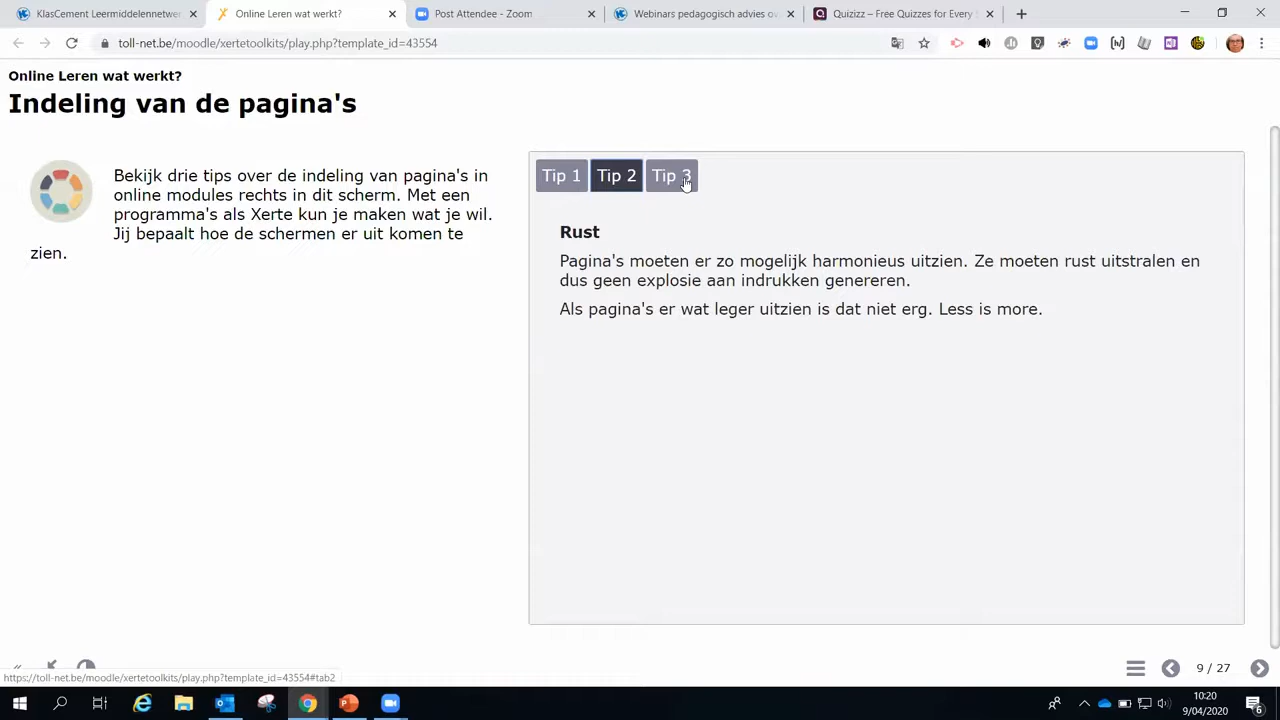 KlasCement Leermiddelennetwer
Online Leren wat werkt?
Post Attendee - Zoom
Webinars pedagogisch advies ov
Quizizz – Free Quizzes for Every S
toll-net.be/moodle/xertetoolkits/play.php?template_id=43554
Online Leren wat werkt?
Indeling van de pagina's
Bekijk drie tips over de indeling van pagina's in
online modules rechts in dit scherm. Met een
programma's als Xerte kun je maken wat je wil.
Jij bepaalt hoe de schermen er uit komen te
zien.
Tip 1
Tip 2
Tip 3
Rust
Pagina's moeten er zo mogelijk harmonieus uitzien. Ze moeten rust uitstralen en
dus geen explosie aan indrukken genereren.
Als pagina's er wat leger uitzien is dat niet erg. Less is more.
9 / 27
https://toll-net.be/moodle/xertetoolkits/play.php?template_id=43554#tab2
10:20
9/04/2020
6